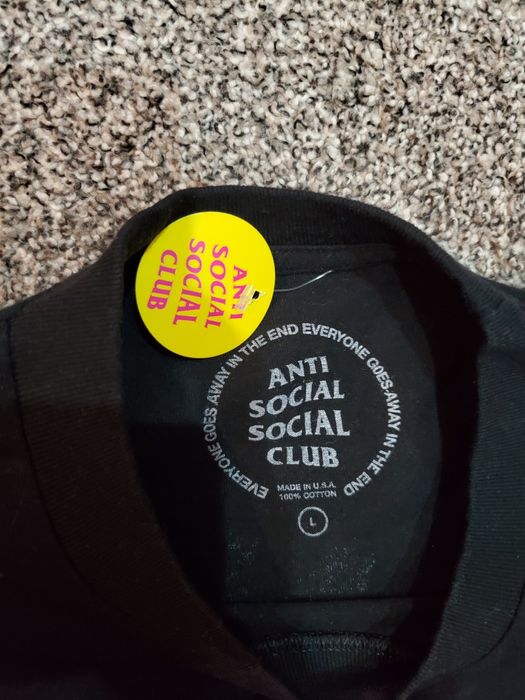 ANTI
SOCIAL
SOCIAL
CLUB
EVERYONE GOES AWAY IN THE END EVERYONE GOES AWAY IN THE END
ANTI
SOCIAL
SOCIAL
CLUB
MADE IN U.S.A.
100% COTTON
L